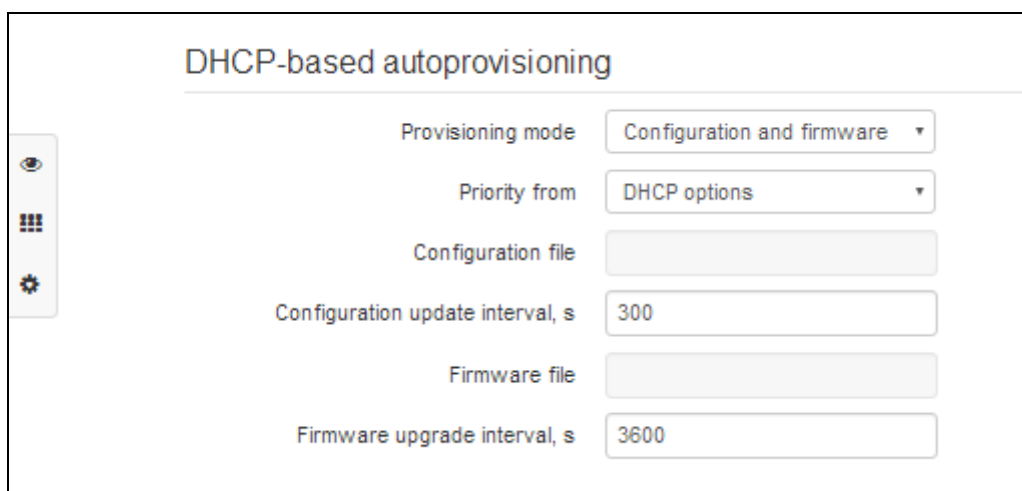 DHCP-based autoprovisioning
Provisioning mode Configuration and firmware
Priority from DHCP options
Configuration file
Configuration update interval, s 300
Firmware file
Firmware upgrade interval, s 3600